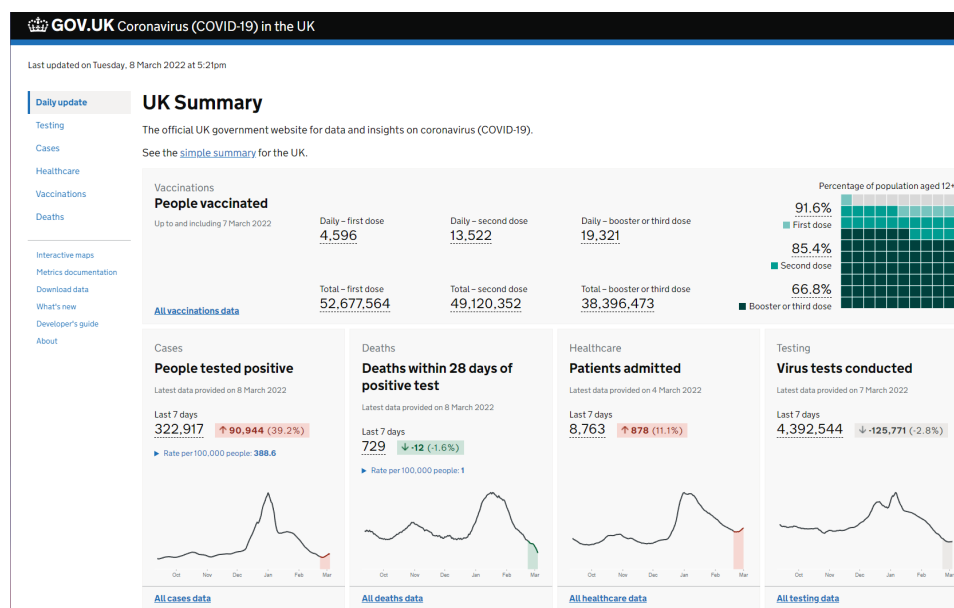 GOV.UK Coronavirus (COVID-19) in the UK
Last updated on Tuesday, 8 March 2022 at 5:21pm
Daily update
Testing
Cases
Healthcare
Vaccinations
Deaths
Interactive maps
Metrics documentation
Download data
What's new
Developer's guide
About
UK Summary
The official UK government website for data and insights on coronavirus (COVID-19).
See the simple summary for the UK.
Vaccinations
People vaccinated
Up to and including 7 March 2022
Daily – first dose
4,596
Daily – second dose
13,522
Daily – booster or third dose
19,321
Total – first dose
52,677,564
Total – second dose
49,120,352
Total – booster or third dose
38,396,473
All vaccinations data
Percentage of population aged 12+
91.6%
First dose
85.4%
Second dose
66.8%
Booster or third dose
Cases
People tested positive
Latest data provided on 8 March 2022
Last 7 days
322,917 ↑ 90,944 (39.2%)
▶ Rate per 100,000 people: 388.6
Oct Nov Dec Jan Feb Mar
All cases data
Deaths
Deaths within 28 days of
positive test
Latest data provided on 8 March 2022
Last 7 days
729 ↓ -12 (-1.6%)
▶ Rate per 100,000 people: 1
Oct Nov Dec Jan Feb Mar
All deaths data
Healthcare
Patients admitted
Latest data provided on 4 March 2022
Last 7 days
8,763 ↑ 878 (11.1%)
Oct Nov Dec Jan Feb Mar
All healthcare data
Testing
Virus tests conducted
Latest data provided on 7 March 2022
Last 7 days
4,392,544 ↓ -125,771 (-2.8%)
Oct Nov Dec Jan Feb Mar
All testing data